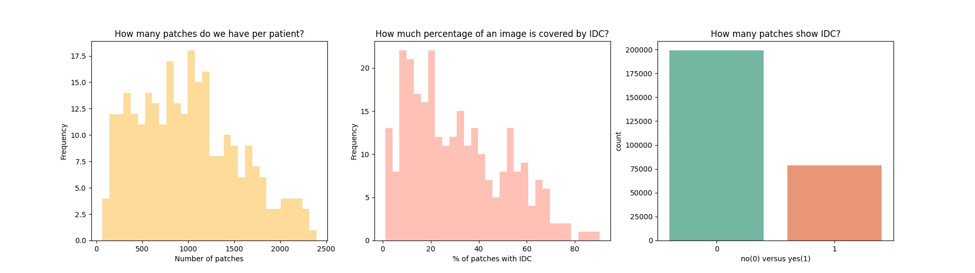 How many patches do we have per patient?
Frequency
17.5
15.0
12.5
10.0
7.5
5.0
2.5
0.0
0 500 1000 1500 2000 2500
Number of patches
How much percentage of an image is covered by IDC?
Frequency
20
15
10
5
0
0 20 40 60 80
% of patches with IDC
How many patches show IDC?
count
200000
175000
150000
125000
100000
75000
50000
25000
0
0 1
no(0) versus yes(1)